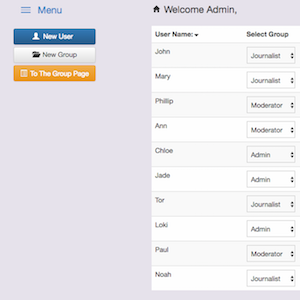 Menu
New User
New Group
To The Group Page
Welcome Admin,
User Name: Select Group
John Journalist
Mary Journalist
Phillip Moderator
Ann Moderator
Chloe Admin
Jade Admin
Tor Journalist
Loki Admin
Paul Moderator
Noah Journalist